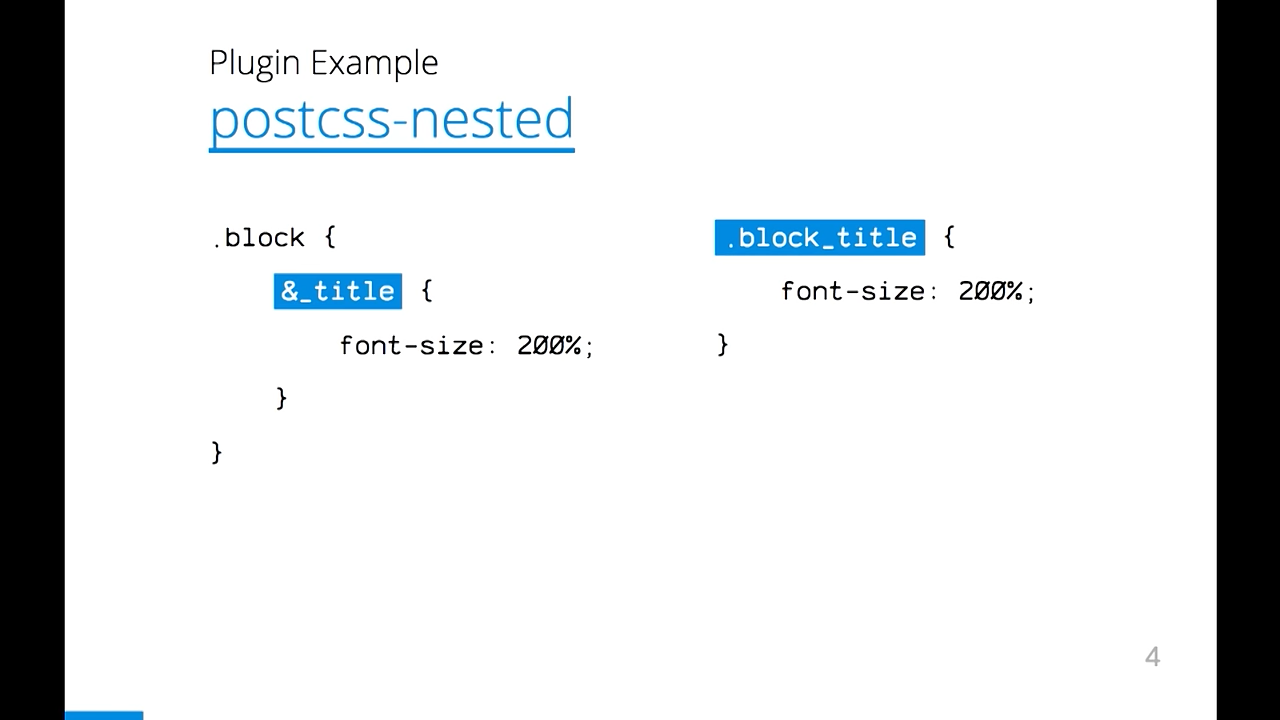 Plugin Example
postcss-nested
.block {
&_title {
font-size: 200%;
}
}
.block_title {
font-size: 200%;
}
4